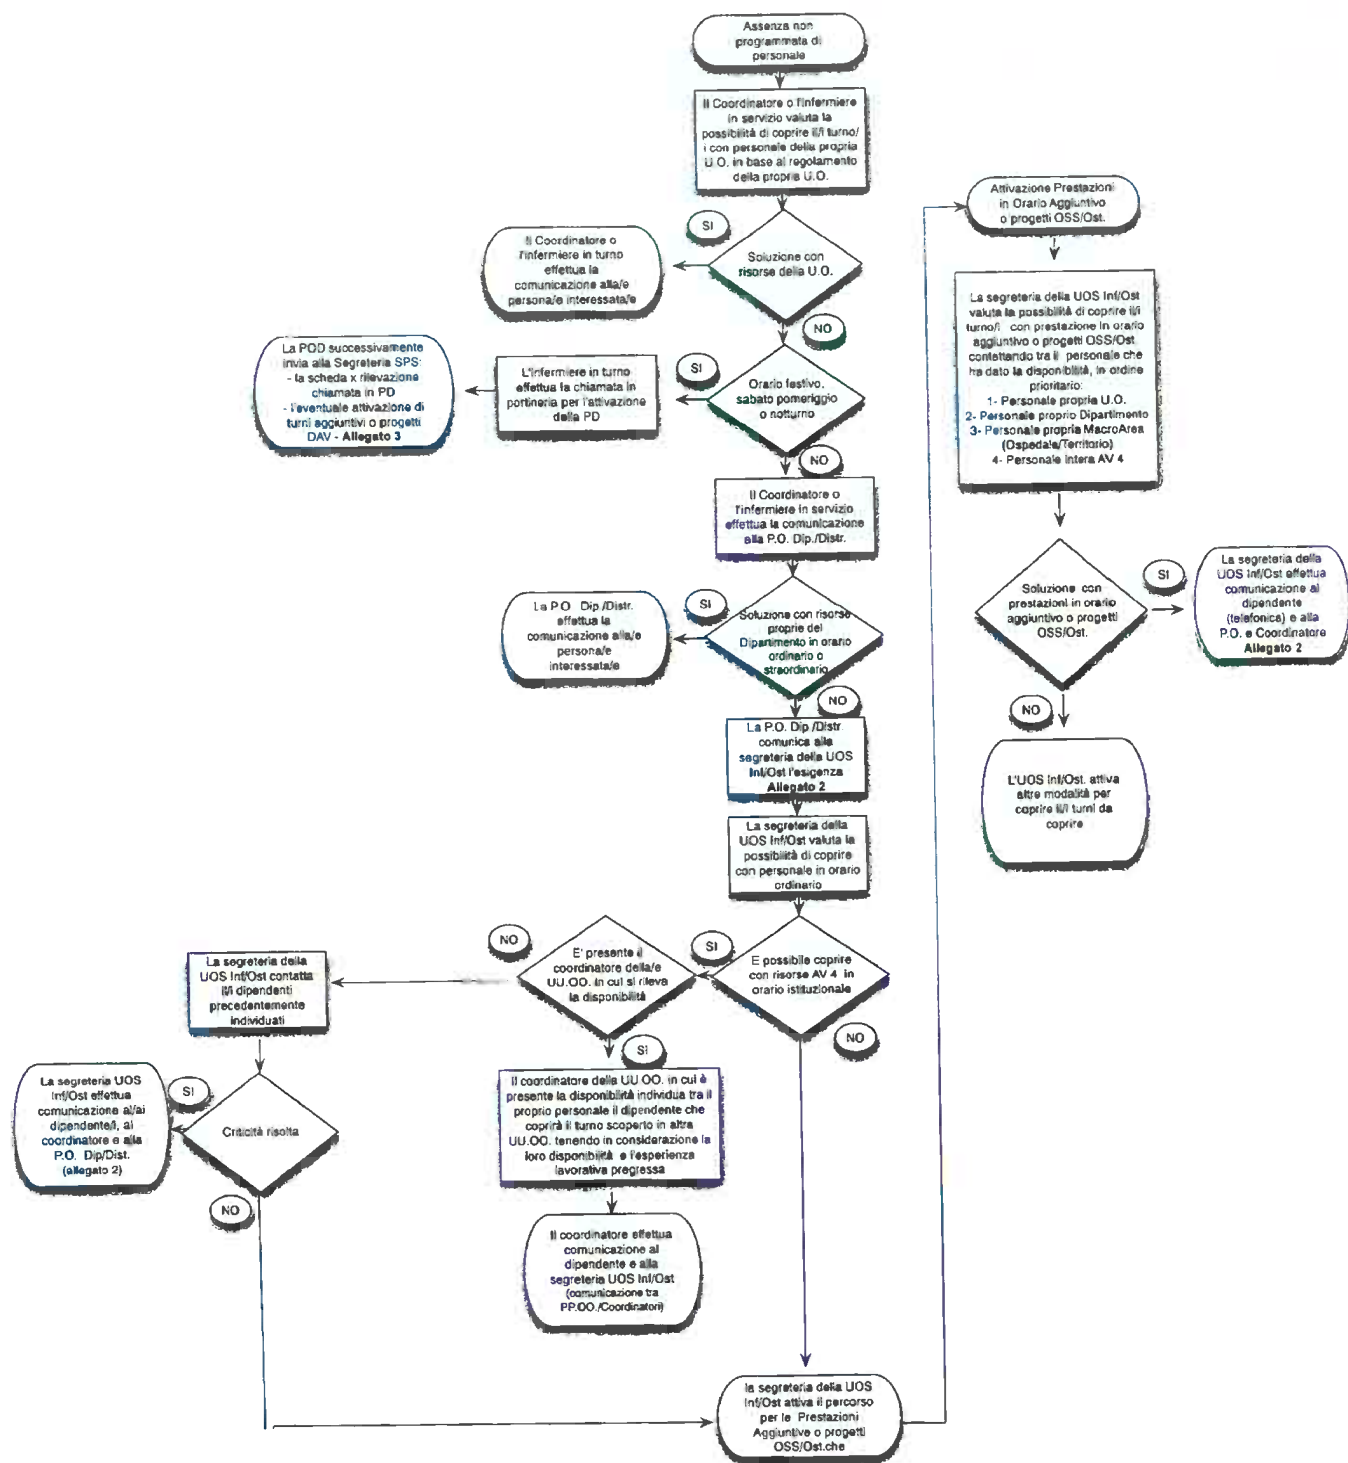 Assenza non
programmata di
personale
Il Coordinatore o l'infermiere
in servizio valuta la
possibilità di coprire il/i turno/
i con personale della propria
U.O. in base al regolamento
della propria U.O.
SI
Soluzione con
risorse della U.O.
Il Coordinatore o
l'infermiere in turno
effettua la
comunicazione alla/e
persona/e interessata/e
NO
Orario festivo,
sabato pomeriggio
o notturno
SI
L'infermiere in turno
effettua la chiamata in
portineria per l'attivazione
della PD
La POD successivamente
invia alla Segreteria SPS:
- la scheda x rilevazione
chiamata in PD
- l'eventuale attivazione di
turni aggiuntivi o progetti
DAV - Allegato 3
NO
Il Coordinatore o
l'infermiere in servizio
effettua la comunicazione
alla P.O. Dip./Distr.
SI
Soluzione con risorse
proprie del
Dipartimento in orario
ordinario o
straordinario
La P.O. Dip./Distr.
effettua la
comunicazione alla/e
persona/e
interessata/e
NO
La P.O. Dip./Distr
comunica alla
segreteria della UOS
Inf/Ost l'esigenza
Allegato 2
La segreteria della
UOS Inf/Ost valuta la
possibilità di coprire
con personale in orario
ordinario
E possibile coprire
con risorse AV 4 in
orario istituzionale
SI
E' presente il
coordinatore della/e
UU.OO. in cui si rileva
la disponibilità
NO
La segreteria della
UOS Inf/Ost contatta
il/i dipendenti
precedentemente
individuati
NO
SI
Il coordinatore della UU.OO. in cui è
presente la disponibilità individua tra il
proprio personale il dipendente che
coprirà il turno scoperto in altra
UU.OO. tenendo in considerazione la
loro disponibilità e l'esperienza
lavorativa pregressa
Il coordinatore effettua
comunicazione al
dipendente e alla
segreteria UOS Inf/Ost
(comunicazione tra
PP.OO./Coordinatori)
Criticità risolta
SI
La segreteria UOS
Inf/Ost effettua
comunicazione al/ai
dipendente/i, al
coordinatore e alla
P.O. Dip/Dist.
(allegato 2)
NO
la segreteria della UOS
Inf/Ost attiva il percorso
per le Prestazioni
Aggiuntive o progetti
OSS/Ost.che
Attivazione Prestazioni
in Orario Aggiuntivo
o progetti OSS/Ost.
La segreteria della UOS Inf/Ost
valuta la possibilità di coprire il/i
turno/i con prestazione in orario
aggiuntivo o progetti OSS/Ost
contattando tra il personale che
ha dato la disponibilità, in ordine
prioritario:
1- Personale propria U.O.
2- Personale proprio Dipartimento
3- Personale propria MacroArea
(Ospedale/Territorio)
4- Personale Intera AV 4
Soluzione con
prestazioni in orario
aggiuntivo o progetti
OSS/Ost.
SI
La segreteria della
UOS Inf/Ost effettua
comunicazione al
dipendente
(telefonica) e alla
P.O. e Coordinatore
Allegato 2
NO
L'UOS Inf/Ost. attiva
altre modalità per
coprire il/i turni da
coprire